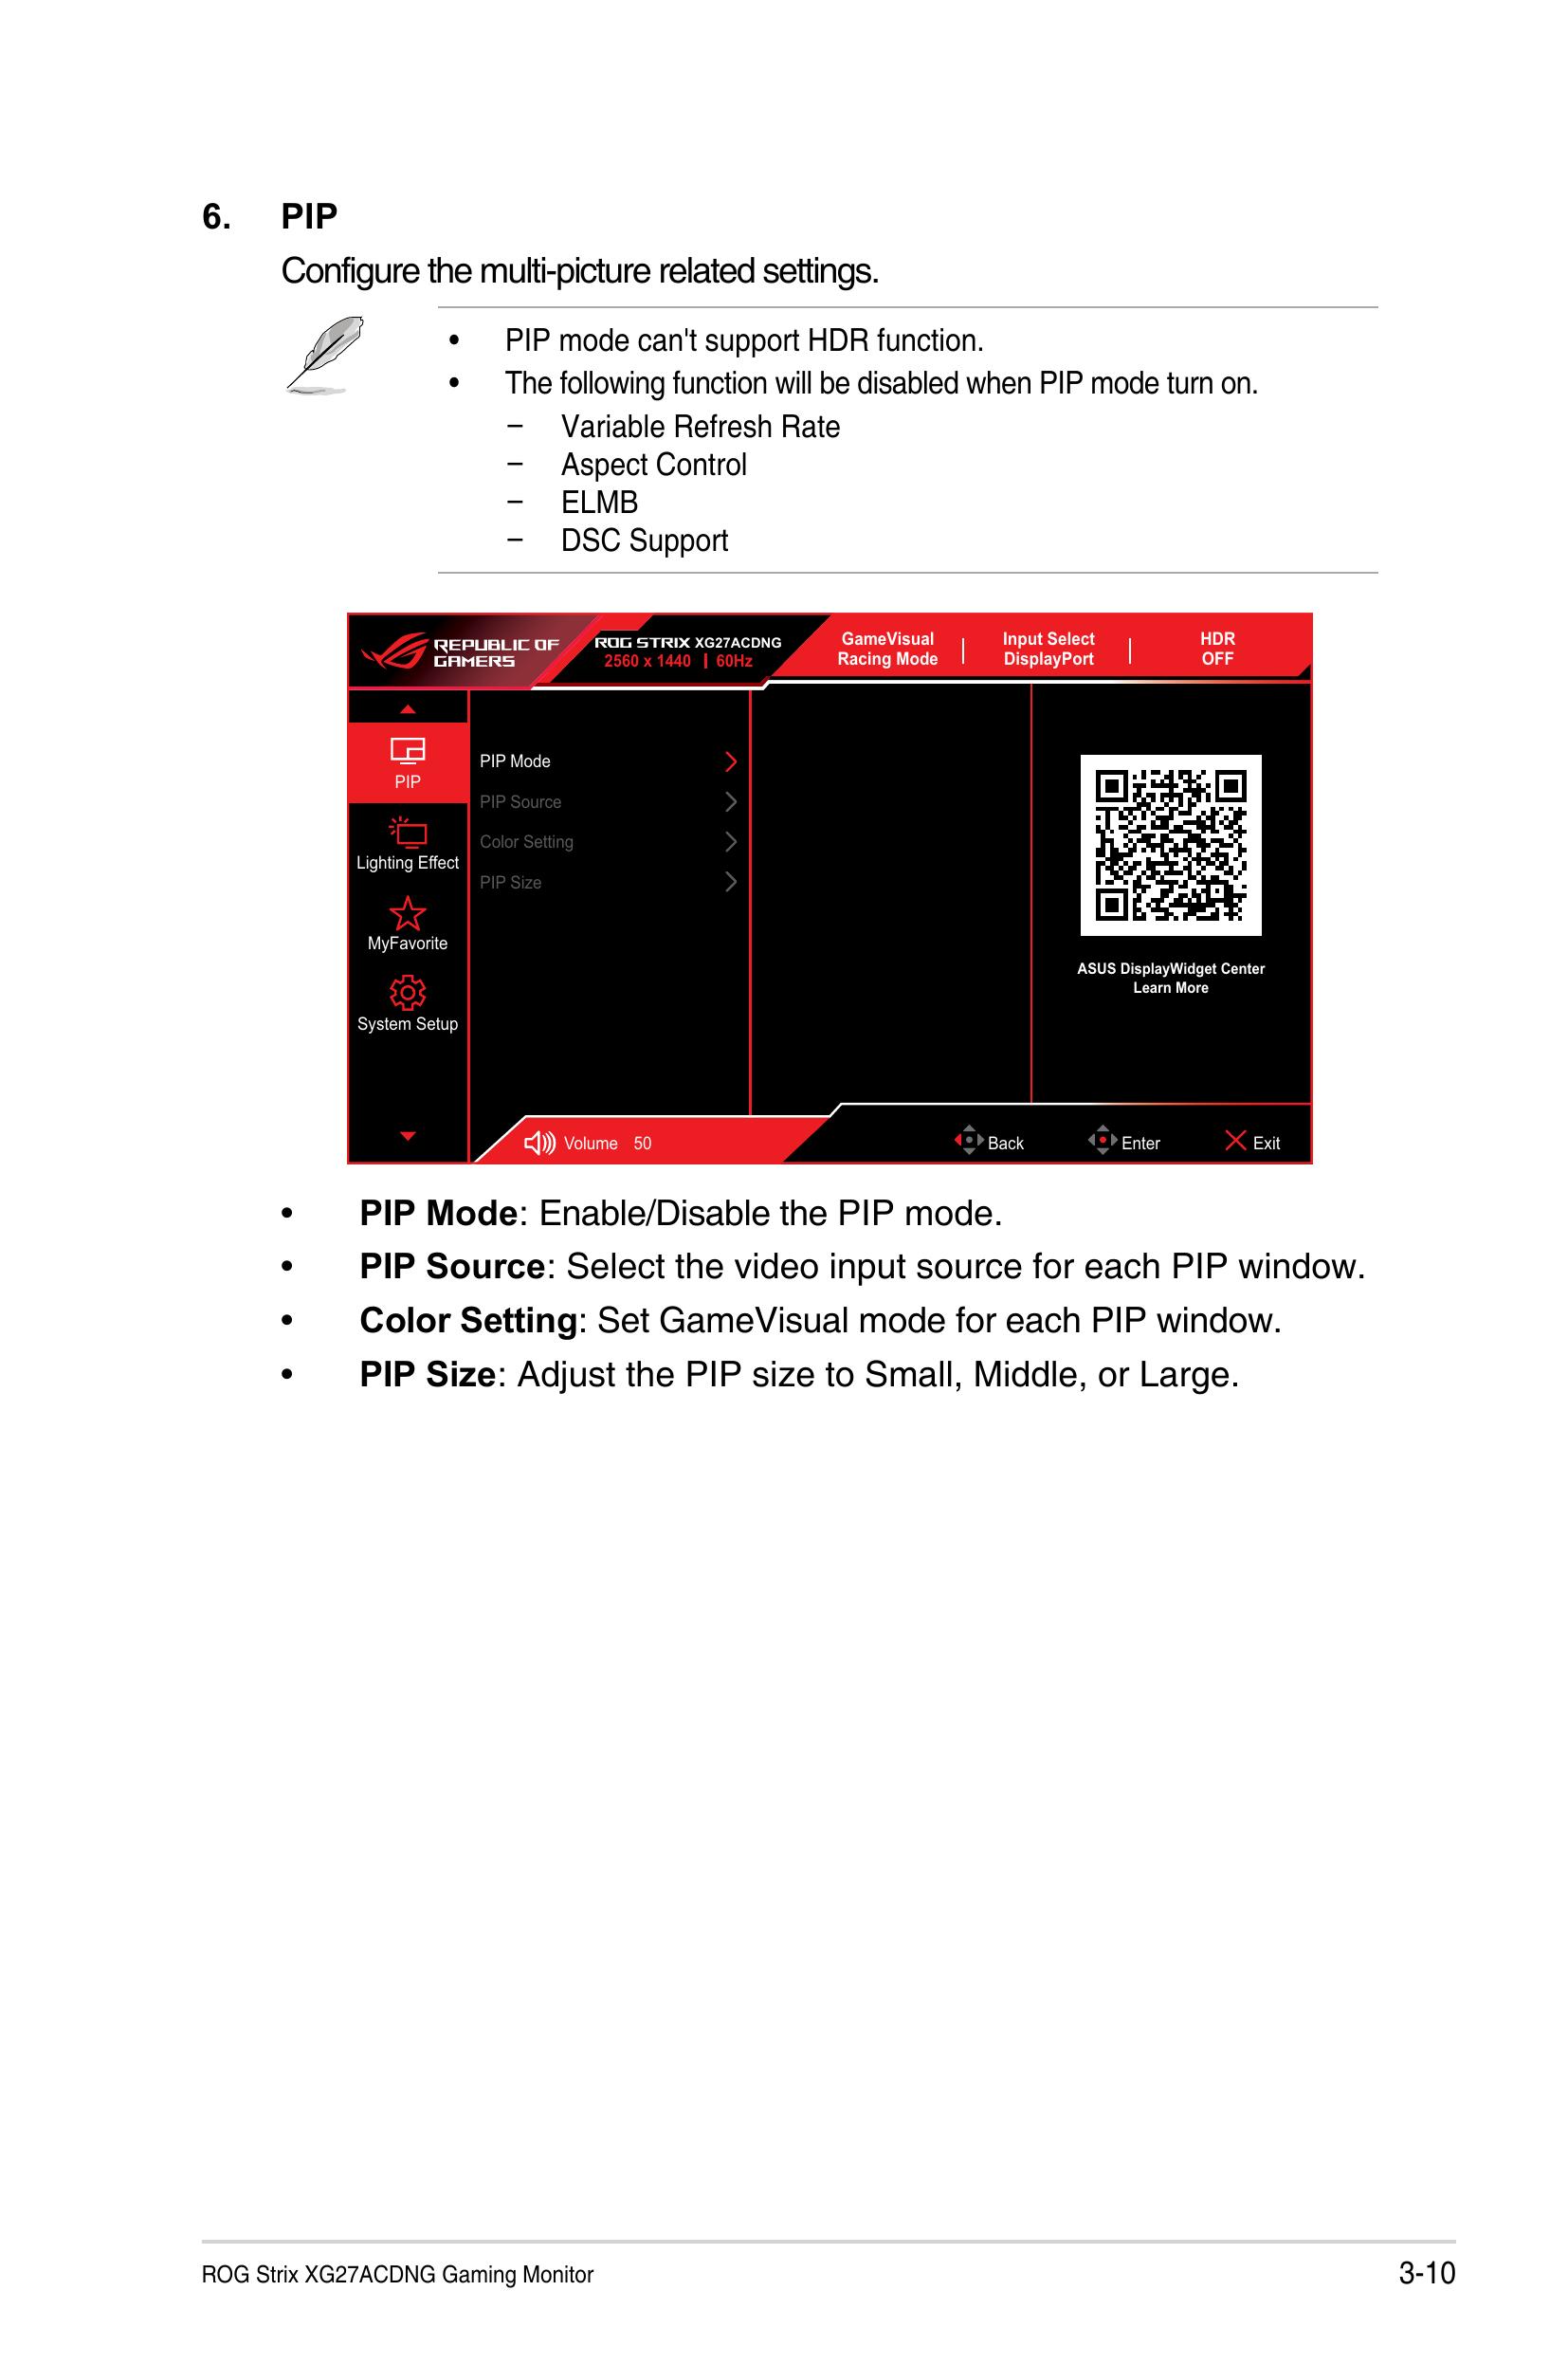 6. PIP
Configure the multi-picture related settings.
• PIP mode can't support HDR function.
• The following function will be disabled when PIP mode turn on.
– Variable Refresh Rate
– Aspect Control
– ELMB
– DSC Support
REPUBLIC OF
GAMERS
ROG STRIX XG27ACDNG
2560 x 1440 | 60Hz
GameVisual
Racing Mode
Input Select
DisplayPort
HDR
OFF
PIP
Lighting Effect
MyFavorite
System Setup
PIP Mode
PIP Source
Color Setting
PIP Size
ASUS DisplayWidget Center
Learn More
Volume 50
Back
Enter
Exit
• PIP Mode: Enable/Disable the PIP mode.
• PIP Source: Select the video input source for each PIP window.
• Color Setting: Set GameVisual mode for each PIP window.
• PIP Size: Adjust the PIP size to Small, Middle, or Large.
ROG Strix XG27ACDNG Gaming Monitor
3-10